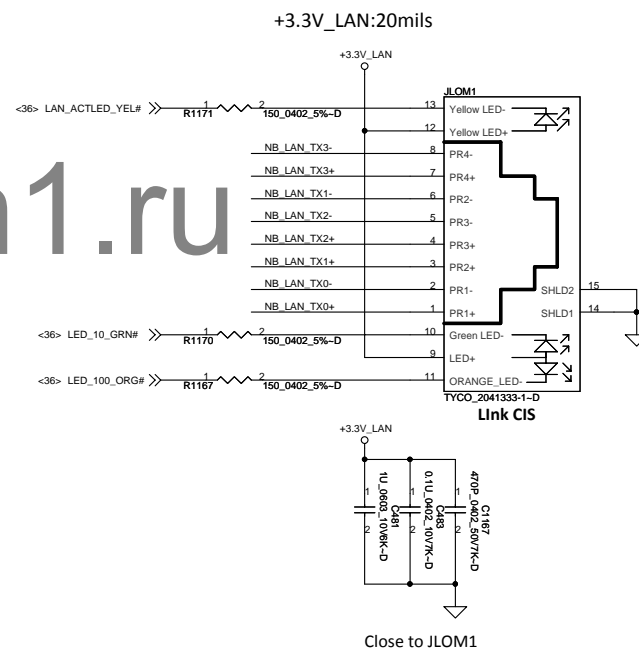 +3.3V_LAN:20mils
+3.3V_LAN
JLOM1
<36> LAN_ACTLED_YEL# 1 2 13 Yellow LED-
R1171 150_0402_5%~D
12 Yellow LED+
NB_LAN_TX3- 8 PR4-
NB_LAN_TX3+ 7 PR4+
NB_LAN_TX1- 6 PR2-
NB_LAN_TX2- 5 PR3-
NB_LAN_TX2+ 4 PR3+
NB_LAN_TX1+ 3 PR2+
NB_LAN_TX0- 2 PR1- SHLD2 15
NB_LAN_TX0+ 1 PR1+ SHLD1 14
<36> LED_10_GRN# 1 2 10 Green LED-
R1170 150_0402_5%~D
9 LED+
<36> LED_100_ORG# 1 2 11 ORANGE_LED-
R1167 150_0402_5%~D
TYCO_2041333-1~D
LInk CIS
n1.ru
+3.3V_LAN
1 2 C481 1U_0603_10V6K~D
1 2 C483 0.1U_0402_10V7K~D
1 2 C1167 470P_0402_50V7K~D
Close to JLOM1